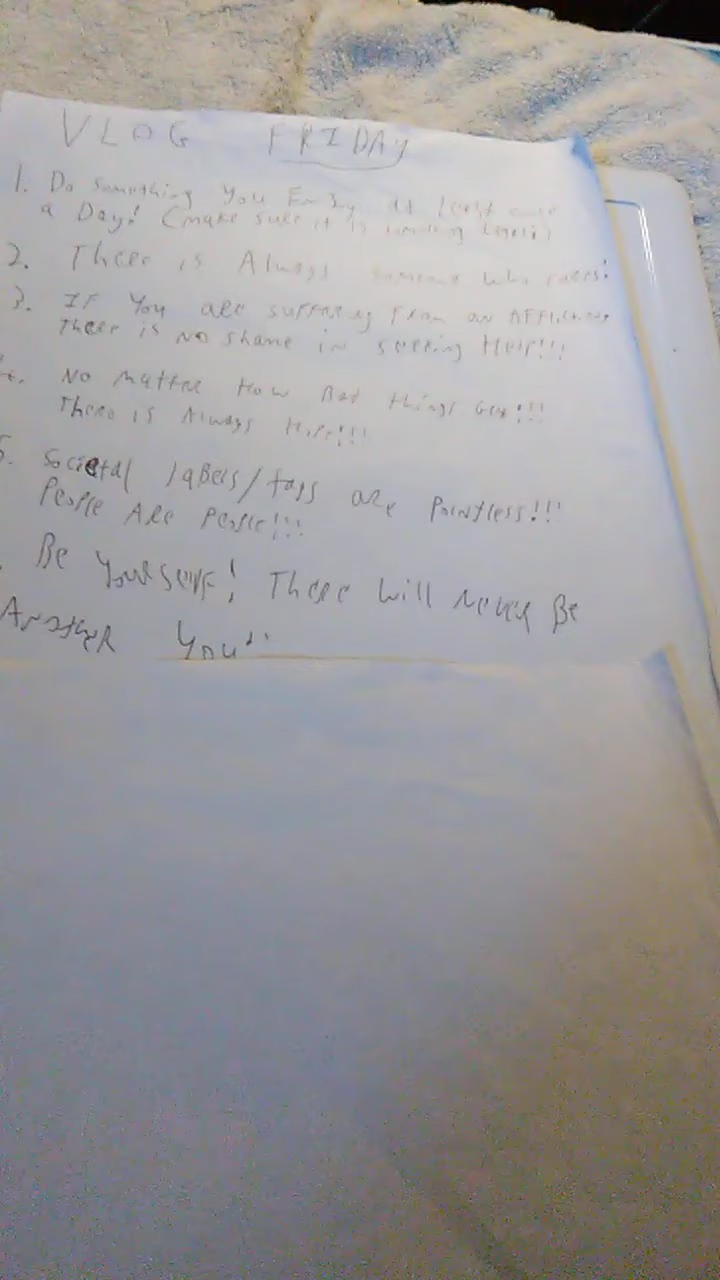 VLOG FRIDAY
1. Do Something You Enjoy at Least once
a Day! (make sure it is
2. There is Always someone who cares!
3. If You are suffering From an Affliction
There is No shame in seeking Help!!!
No matter How Bad things Get!!!
There is Always Hope!!!
5. Societal labels/tags are Pointless!!!
People Are People!!!
Be Yourself! There will Never Be
Another You!!